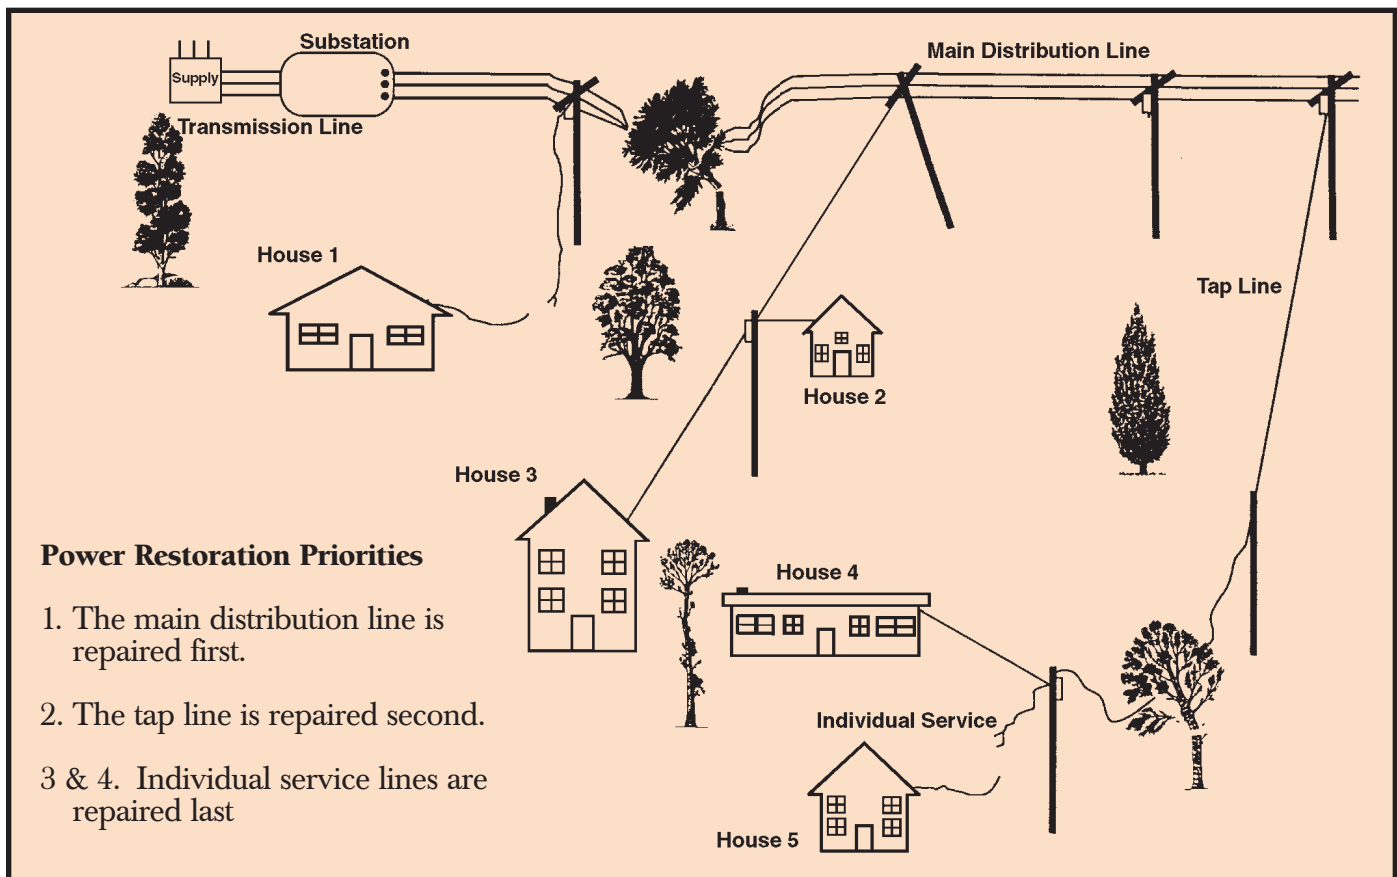 Substation
Main Distribution Line
Supply
Transmission Line
House 1
Tap Line
House 2
House 3
Power Restoration Priorities
House 4
1. The main distribution line is
repaired first.
2. The tap line is repaired second.
Individual Service
3 & 4. Individual service lines are
repaired last
House 5